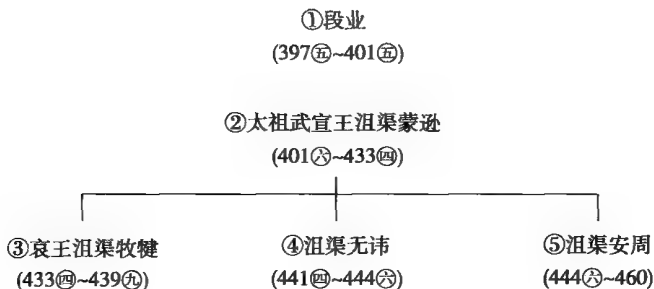 ①段业
(397㊄~401㊄)
②太祖武宣王沮渠蒙逊
(401㊅~433㊃)
③哀王沮渠牧犍
(433㊃~439㊈)
④沮渠无讳
(441㊃~444㊅)
⑤沮渠安周
(444㊅~460)